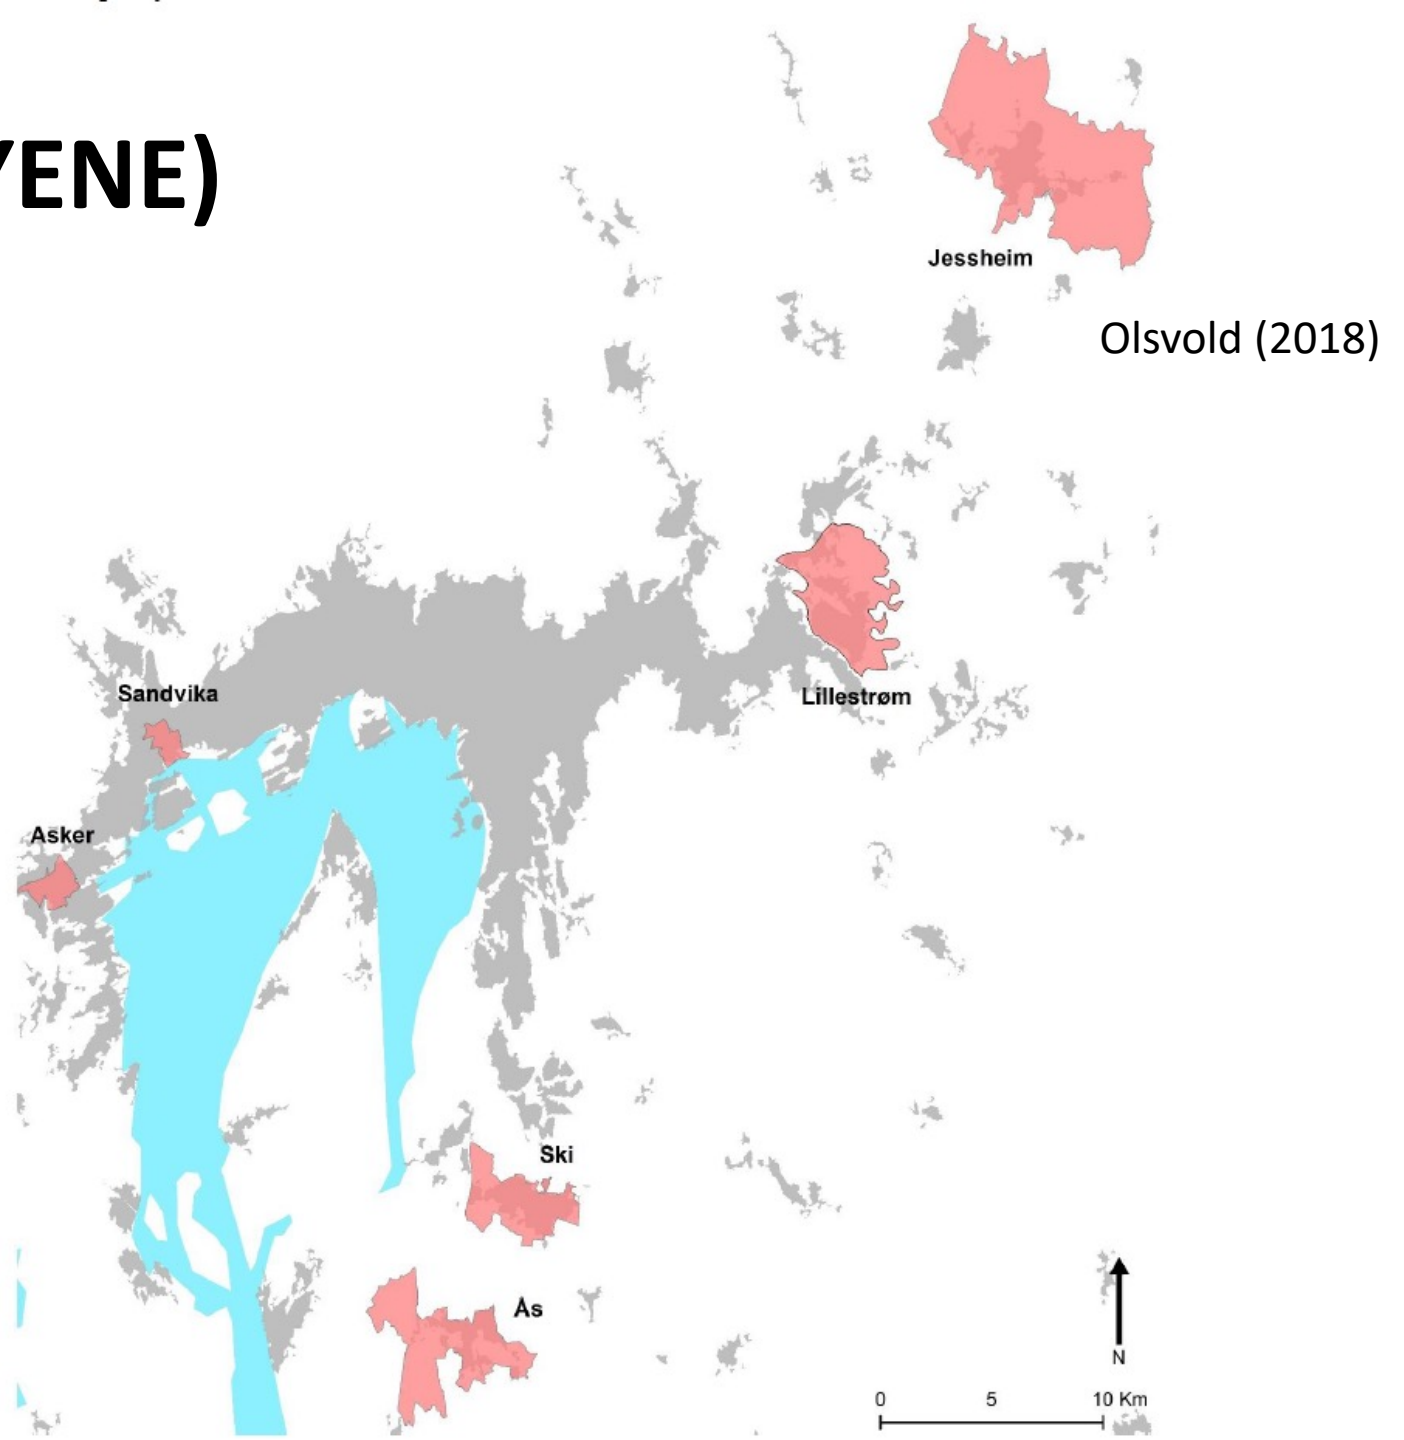 YENE)
Jessheim
Olsvold (2018)
Sandvika
Lillestrøm
Asker
Ski
Ås
N
0 5 10 Km